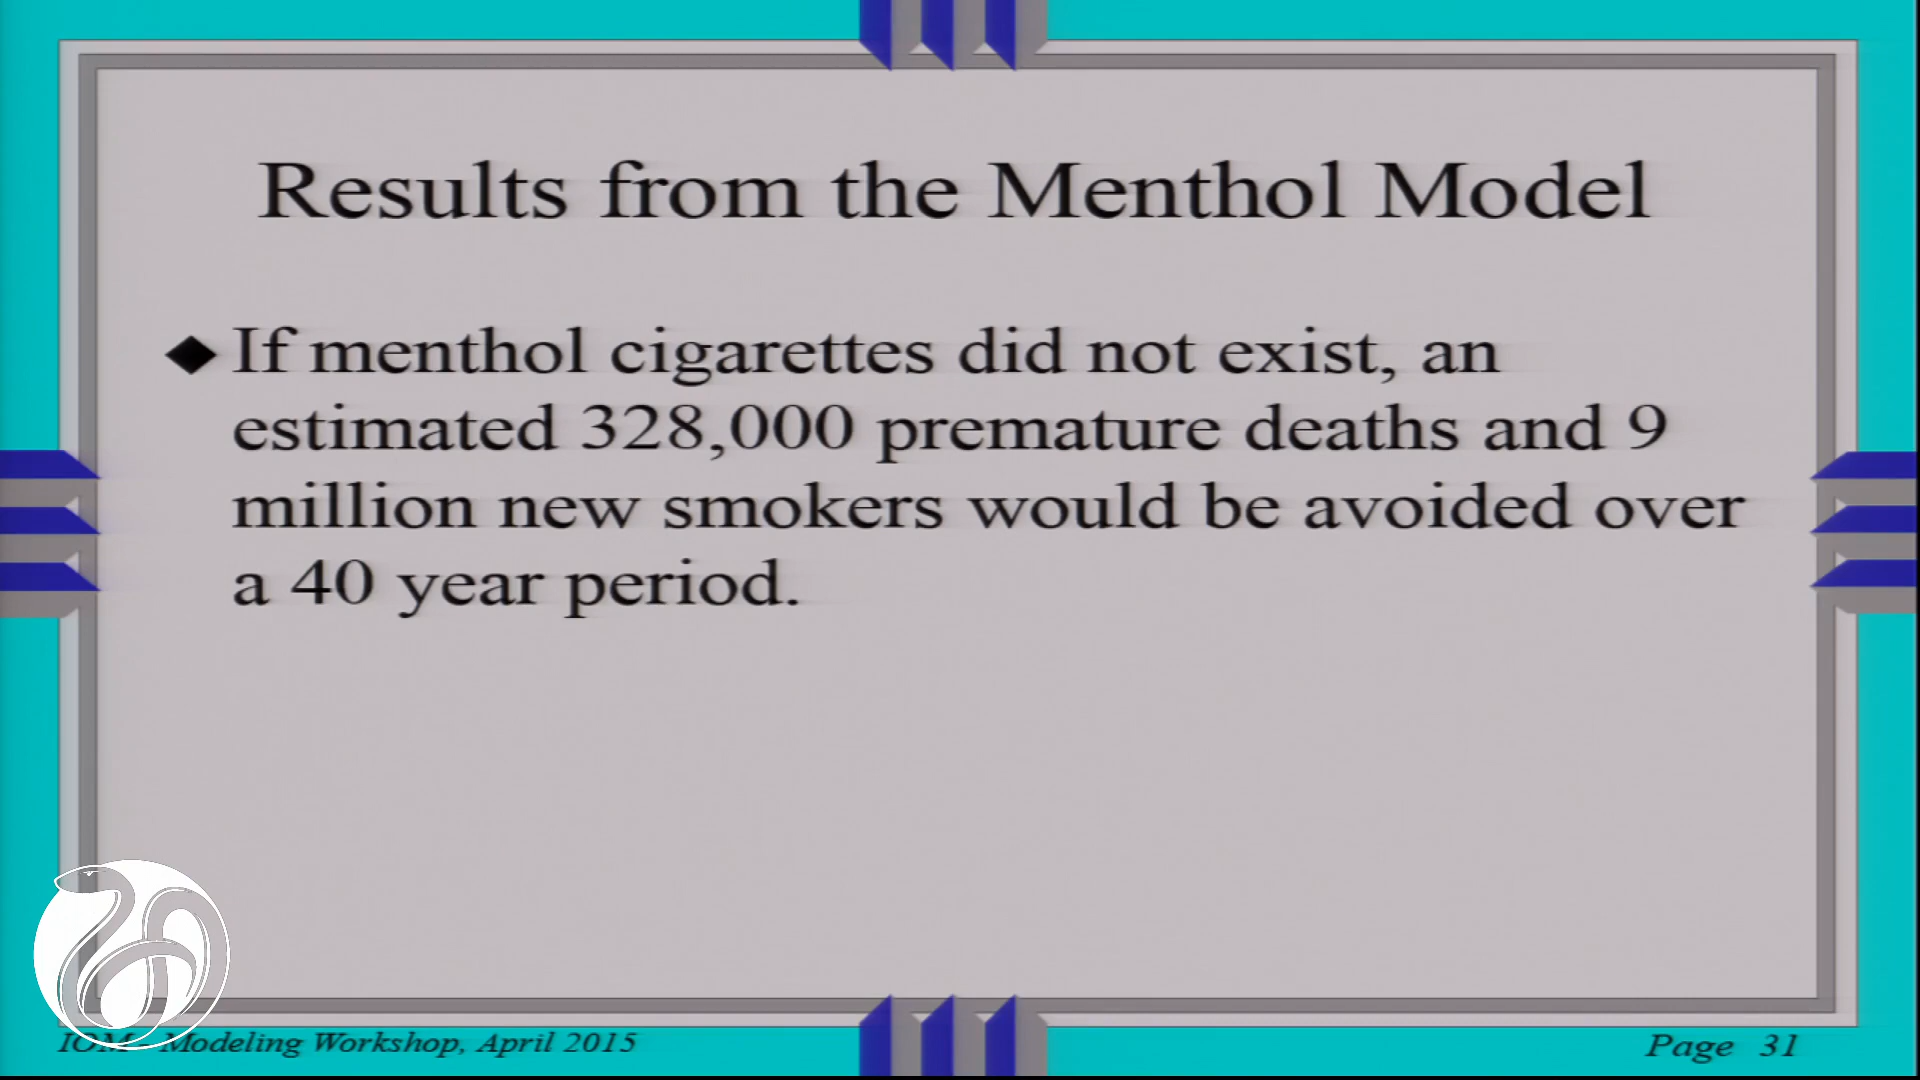 Results from the Menthol Model
If menthol cigarettes did not exist, an
estimated 328,000 premature deaths and 9
million new smokers would be avoided over
a 40 year period.
IOM - Modeling Workshop, April 2015
Page 31